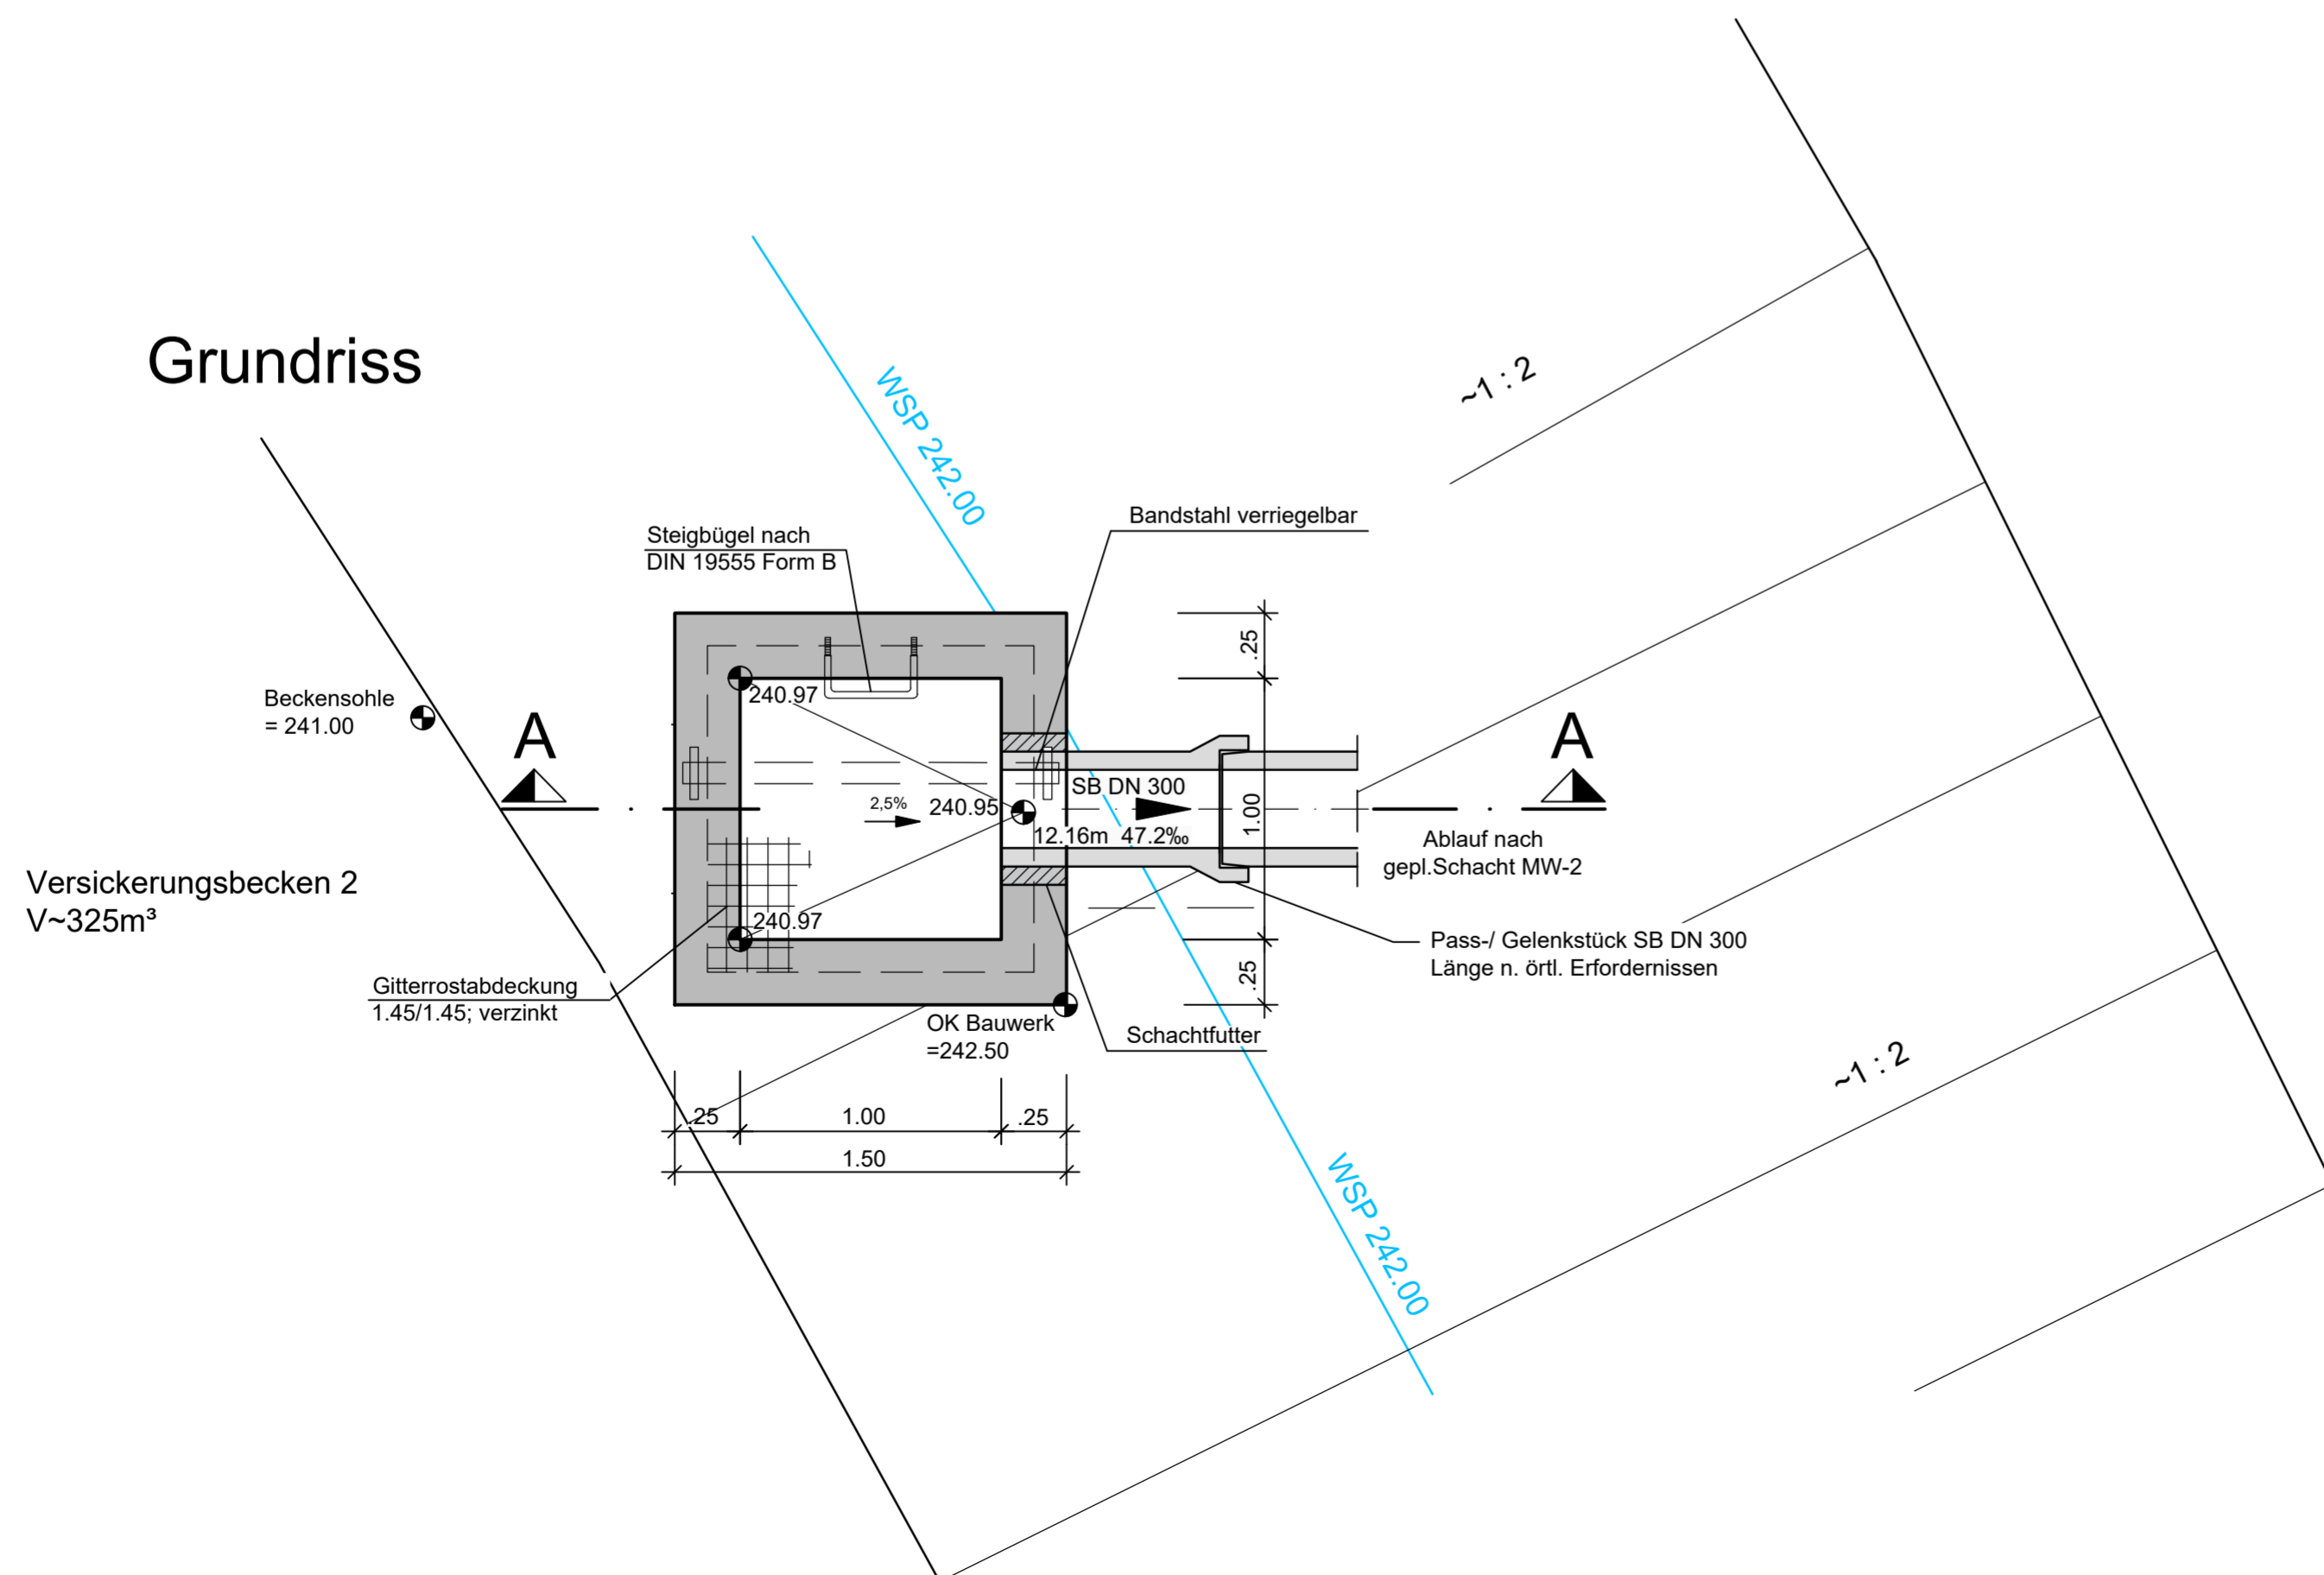 Grundriss
WSP 242.00
~1 : 2
Steigbügel nach
DIN 19555 Form B
Bandstahl verriegelbar
.25
Beckensohle
= 241.00
240.97
A
A
SB DN 300
2,5%
240.95
1.00
12.16m 47.2‰
Ablauf nach
gepl.Schacht MW-2
Versickerungsbecken 2
V~325m³
240.97
Pass-/ Gelenkstück SB DN 300
Länge n. örtl. Erfordernissen
.25
Gitterrostabdeckung
1.45/1.45; verzinkt
OK Bauwerk
=242.50
Schachtfutter
~1 : 2
.25
1.00
.25
1.50
WSP 242.00